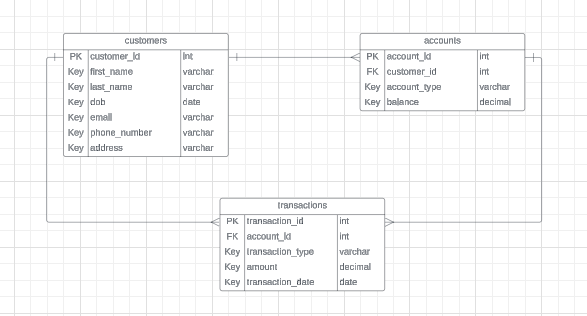 customers
PK customer_id int
Key first_name varchar
Key last_name varchar
Key dob date
Key email varchar
Key phone_number varchar
Key address varchar
accounts
PK account_id int
FK customer_id int
Key account_type varchar
Key balance decimal
transactions
PK transaction_id int
FK account_id int
Key transaction_type varchar
Key amount decimal
Key transaction_date date